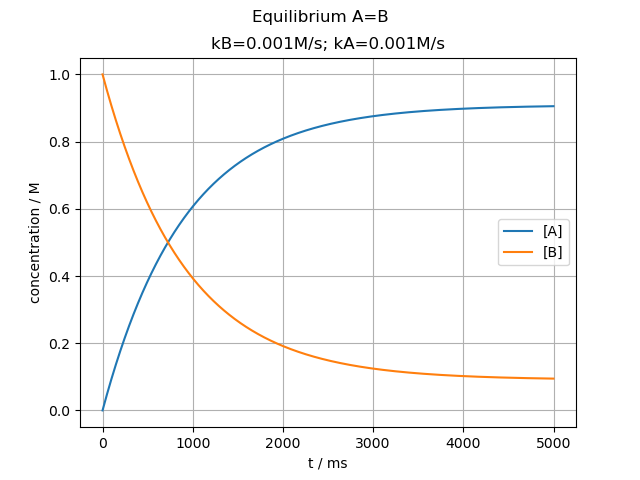 Equilibrium A=B
kB=0.001M/s; kA=0.001M/s
1.0
0.8
0.6
0.4
0.2
0.0
concentration / M
[A]
[B]
0 1000 2000 3000 4000 5000
t / ms